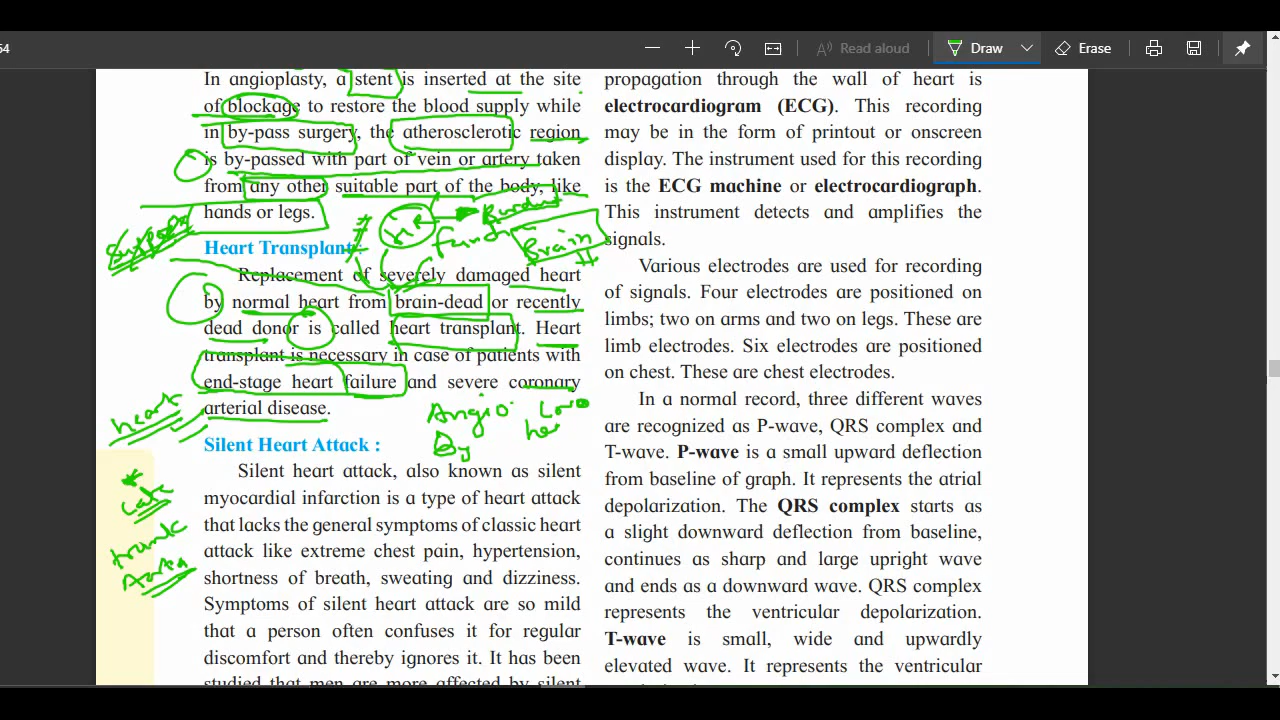 54
Read aloud
Draw
Erase
In angioplasty, a stent is inserted at the site
of blockage to restore the blood supply while
in by-pass surgery, the atherosclerotic region
is by-passed with part of vein or artery taken
from any other suitable part of the body, like
hands or legs.
Heart Transplant
Replacement of severely damaged heart
by normal heart from brain-dead or recently
dead donor is called heart transplant. Heart
transplant is necessary in case of patients with
end-stage heart failure and severe coronary
arterial disease.
Silent Heart Attack :
Silent heart attack, also known as silent
myocardial infarction is a type of heart attack
that lacks the general symptoms of classic heart
attack like extreme chest pain, hypertension,
shortness of breath, sweating and dizziness.
Symptoms of silent heart attack are so mild
that a person often confuses it for regular
discomfort and thereby ignores it. It has been
studied that men are more affected by silent
Brain
heart
Angio
By
propagation through the wall of heart is
electrocardiogram (ECG). This recording
may be in the form of printout or onscreen
display. The instrument used for this recording
is the ECG machine or electrocardiograph.
This instrument detects and amplifies the
signals.
Various electrodes are used for recording
of signals. Four electrodes are positioned on
limbs; two on arms and two on legs. These are
limb electrodes. Six electrodes are positioned
on chest. These are chest electrodes.
In a normal record, three different waves
are recognized as P-wave, QRS complex and
T-wave. P-wave is a small upward deflection
from baseline of graph. It represents the atrial
depolarization. The QRS complex starts as
a slight downward deflection from baseline,
continues as sharp and large upright wave
and ends as a downward wave. QRS complex
represents the ventricular depolarization.
T-wave is small, wide and upwardly
elevated wave. It represents the ventricular